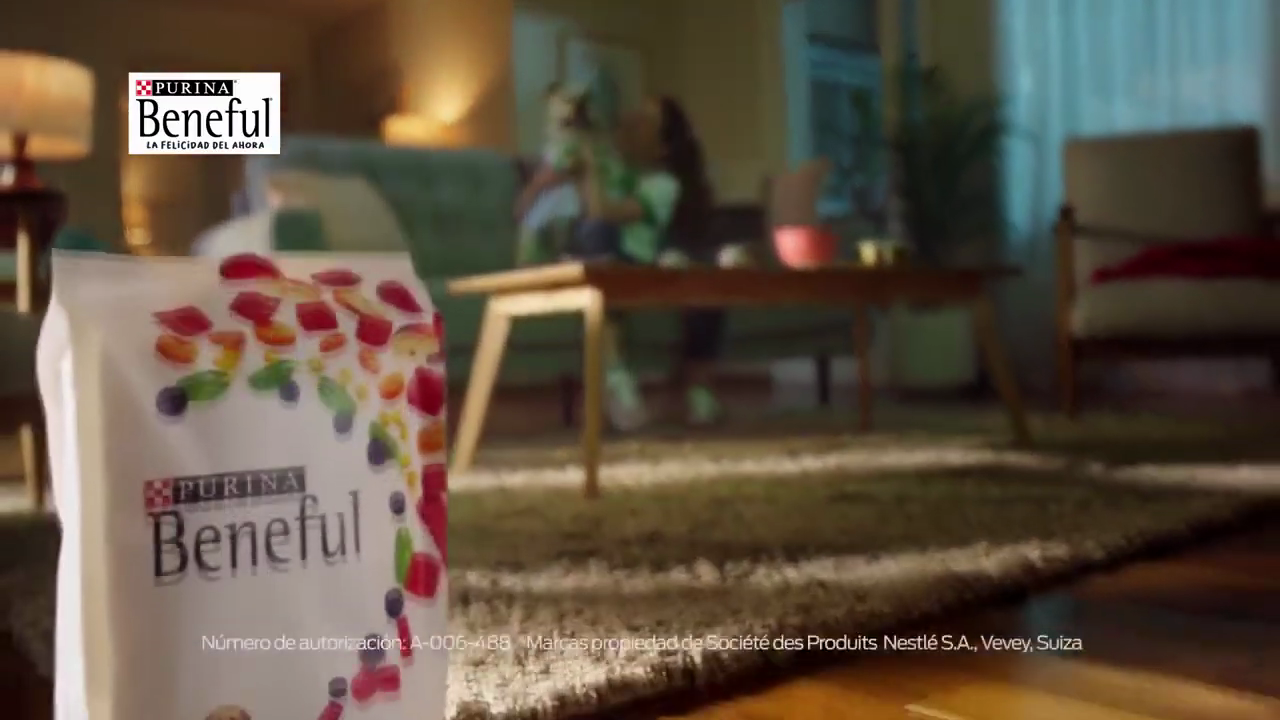 PURINA
Beneful
LA FELICIDAD DEL AHORA
PURINA
Beneful
Número de autorización: A-006-488 Marcas propiedad de Société des Produits Nestlé S.A., Vevey, Suiza